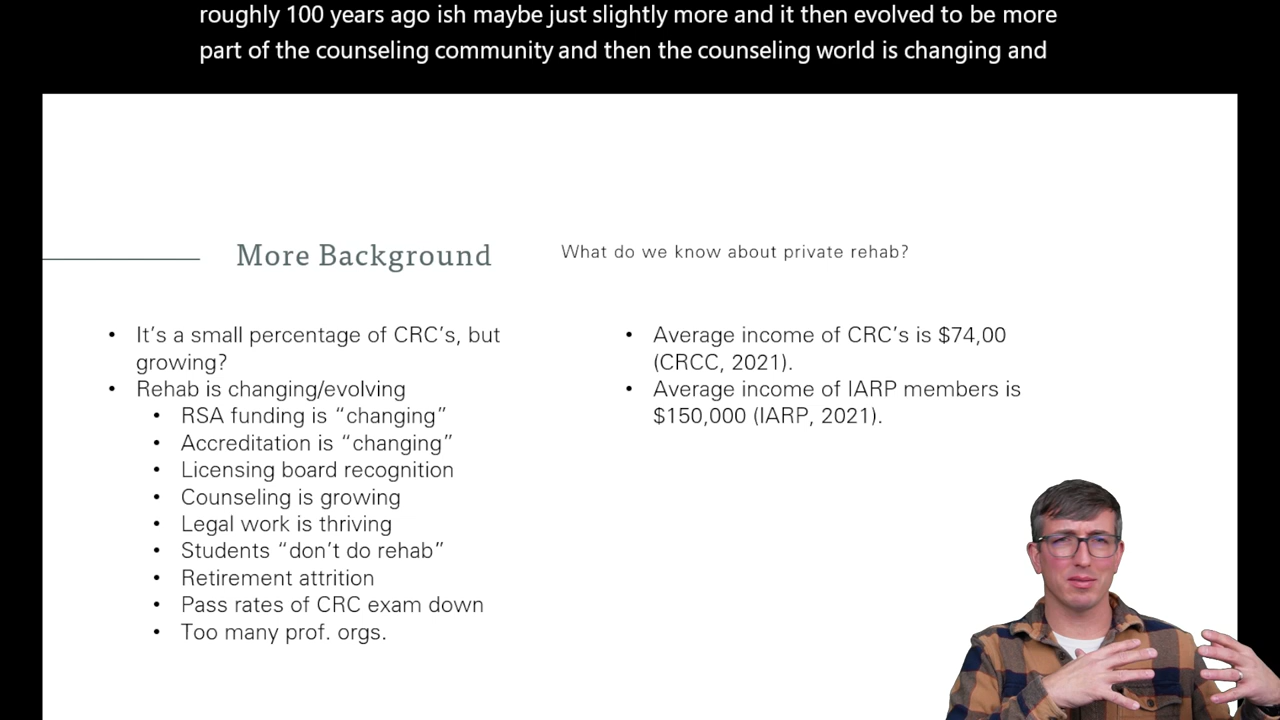 roughly 100 years ago ish maybe just slightly more and it then evolved to be more
part of the counseling community and then the counseling world is changing and
More Background
What do we know about private rehab?
• It’s a small percentage of CRC’s, but
growing?
• Rehab is changing/evolving
• RSA funding is “changing”
• Accreditation is “changing”
• Licensing board recognition
• Counseling is growing
• Legal work is thriving
• Students “don’t do rehab”
• Retirement attrition
• Pass rates of CRC exam down
• Too many prof. orgs.
• Average income of CRC’s is $74,00
(CRCC, 2021).
• Average income of IARP members is
$150,000 (IARP, 2021).